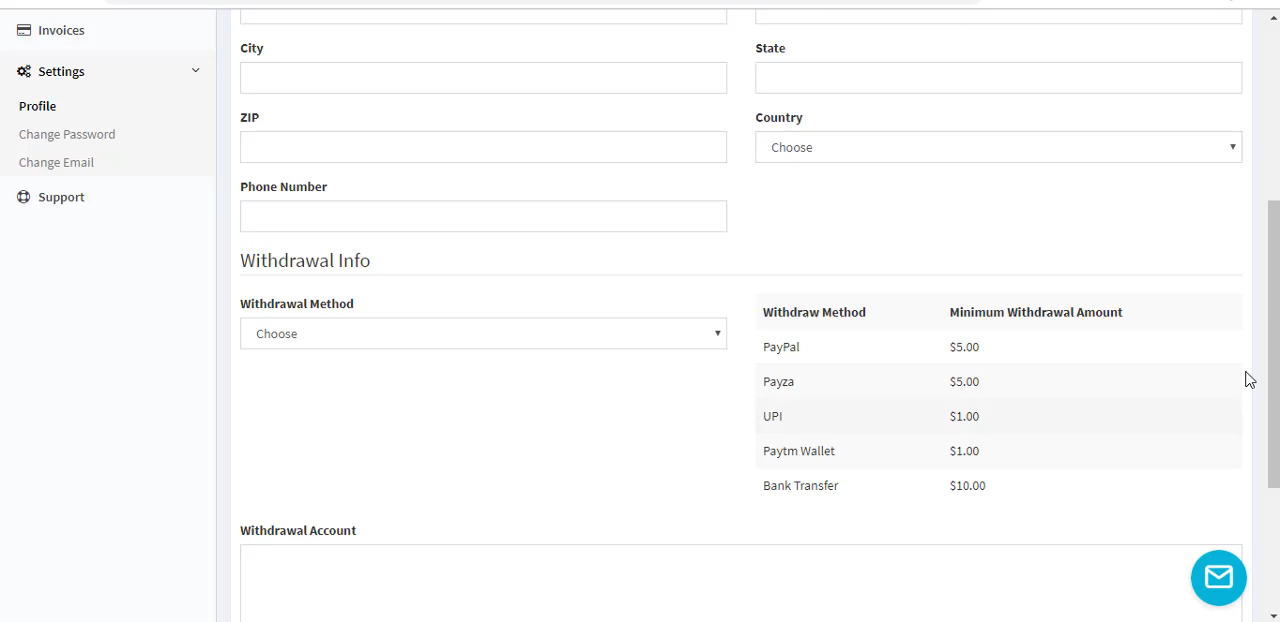 Invoices
Settings
Profile
Change Password
Change Email
Support
City
State
ZIP
Country
Choose
Phone Number
Withdrawal Info
Withdrawal Method
Choose
Withdraw Method Minimum Withdrawal Amount
PayPal $5.00
Payza $5.00
UPI $1.00
Paytm Wallet $1.00
Bank Transfer $10.00
Withdrawal Account